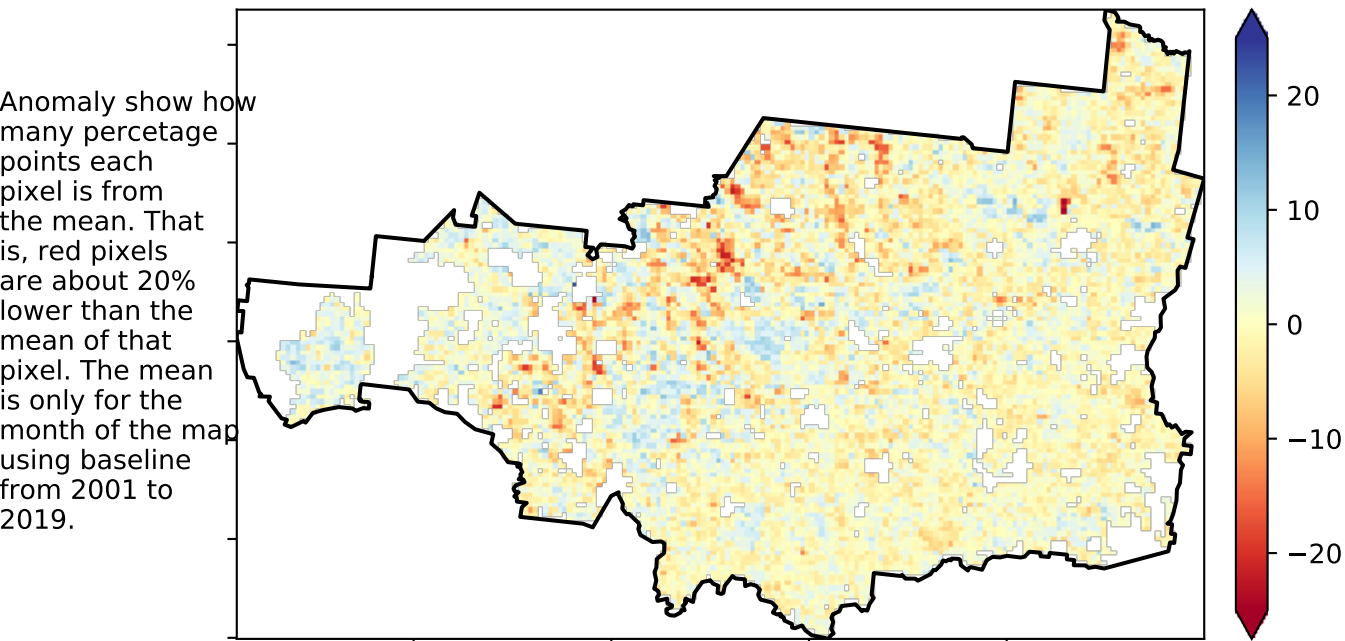 Anomaly show how
many percetage
points each
pixel is from
the mean. That
is, red pixels
are about 20%
lower than the
mean of that
pixel. The mean
is only for the
month of the map
using baseline
from 2001 to
2019.
20
10
0
−10
−20